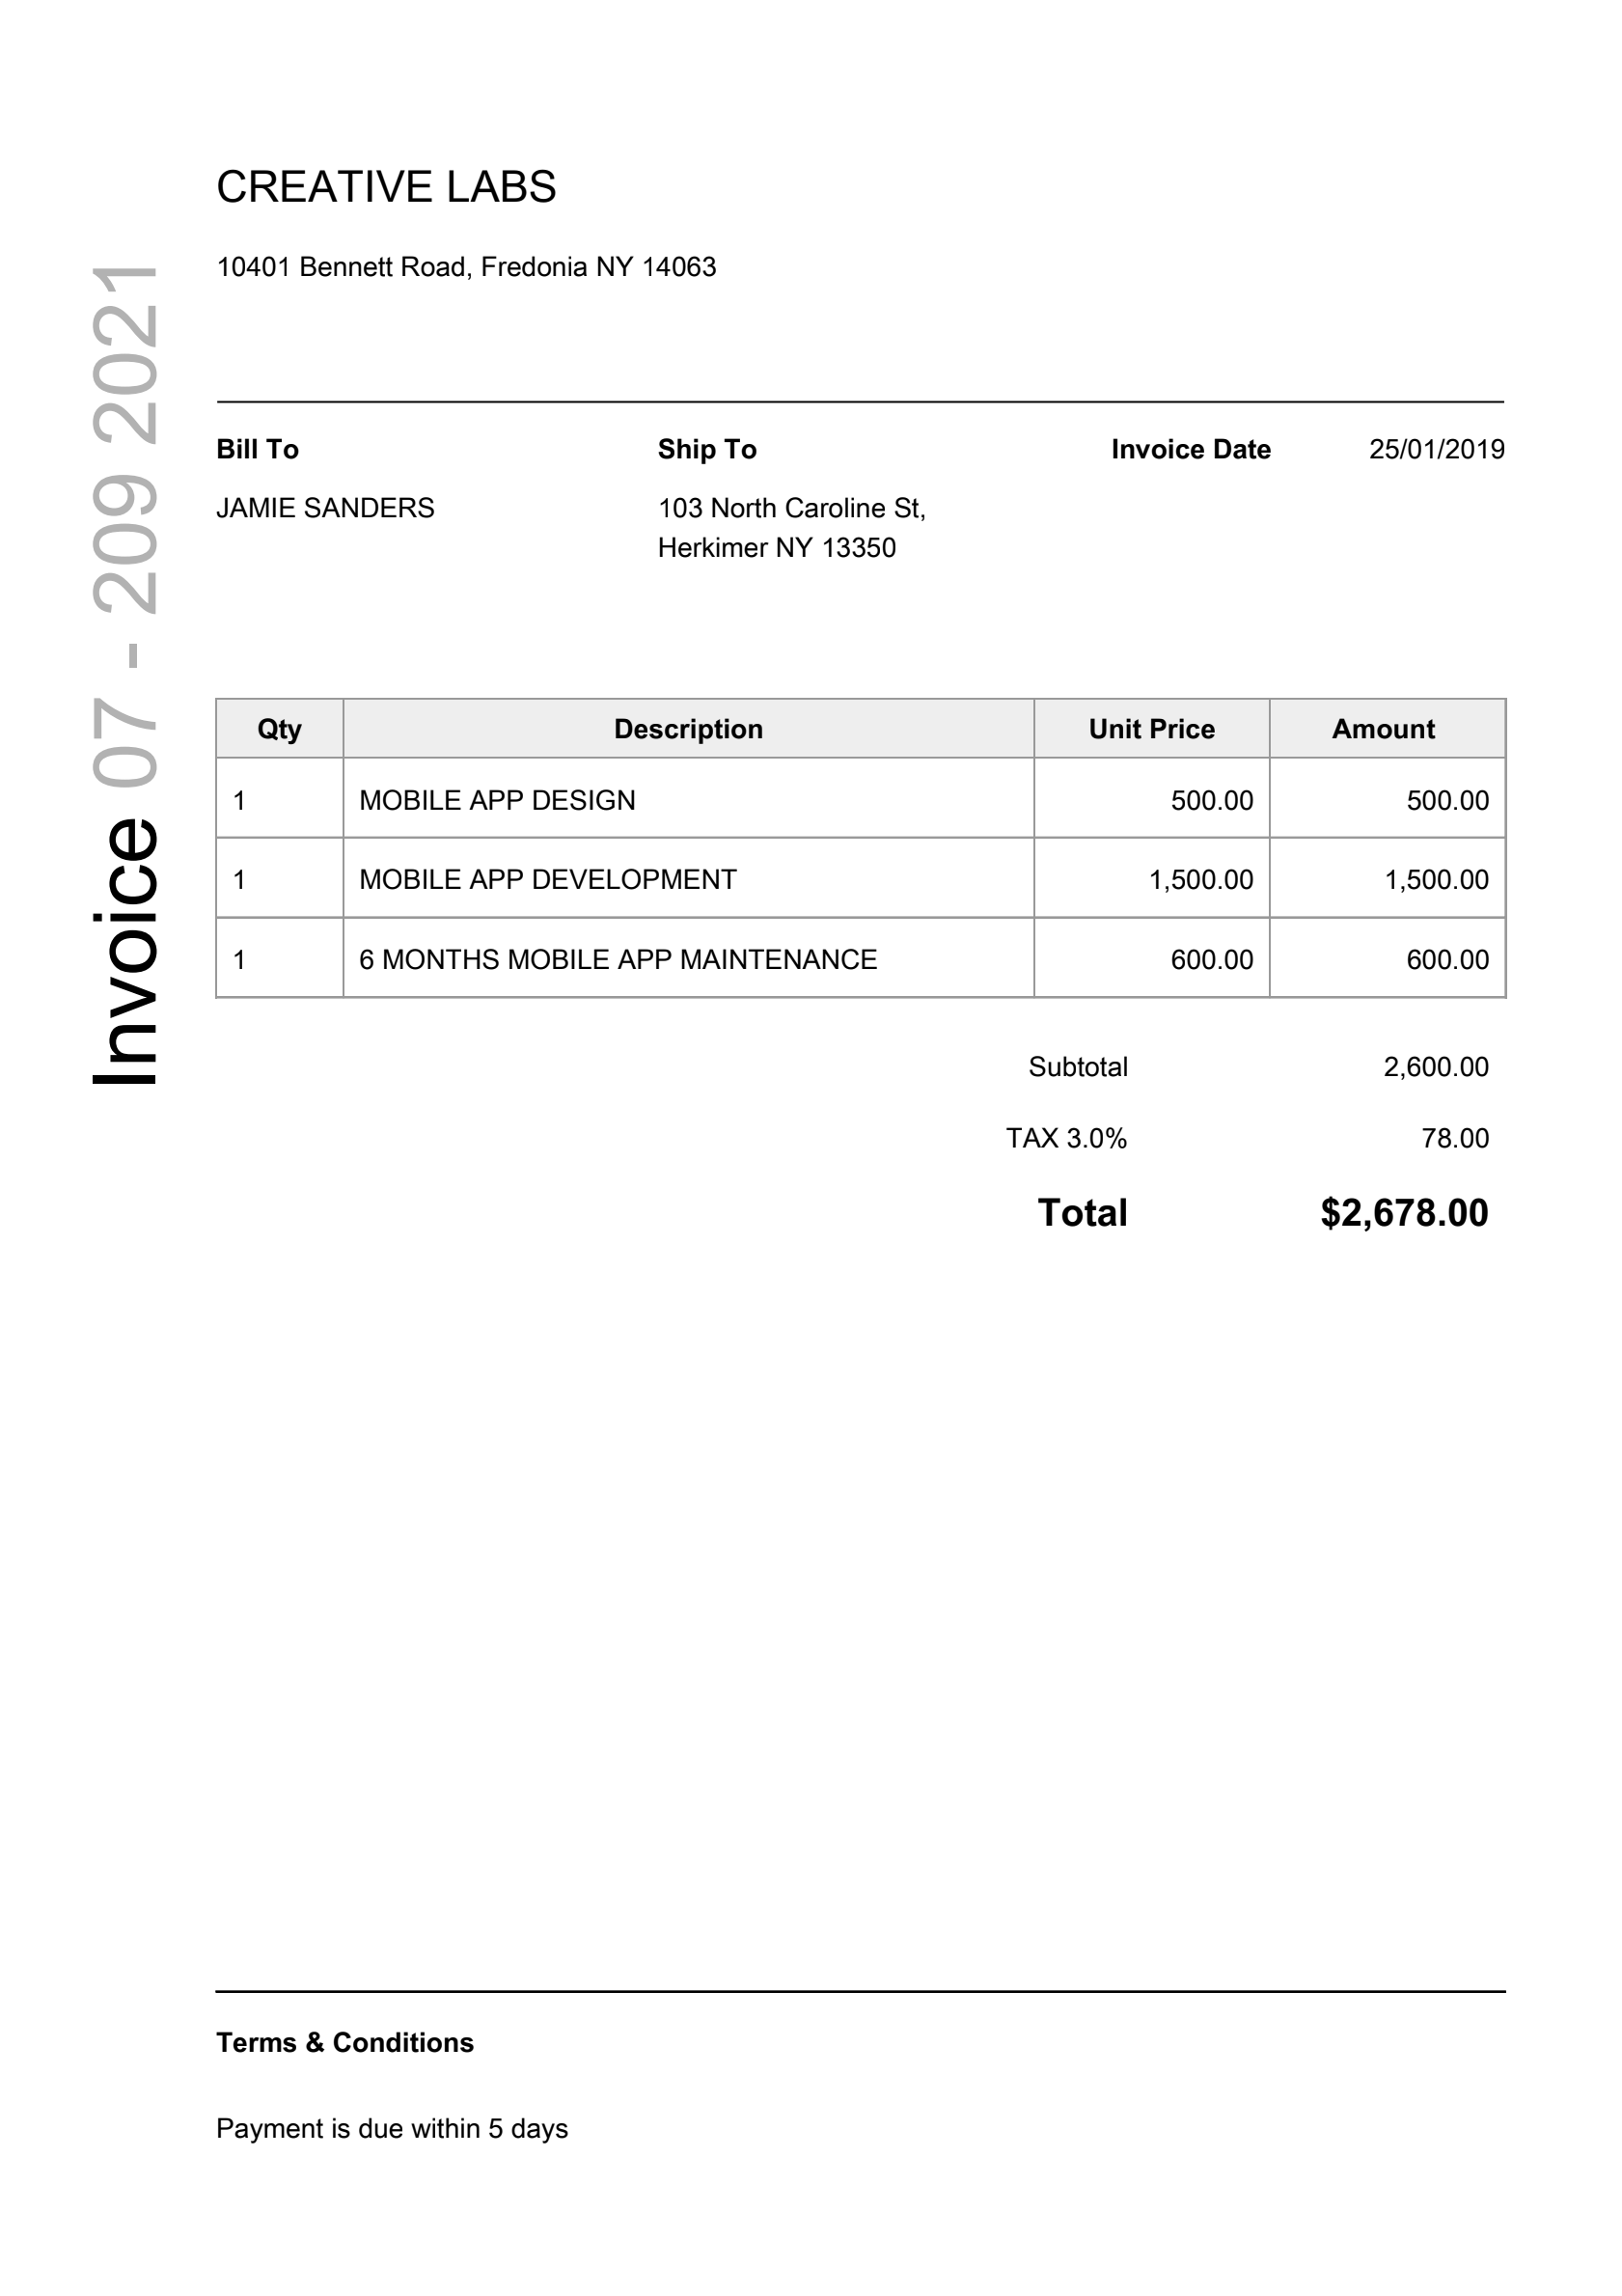 CREATIVE LABS
10401 Bennett Road, Fredonia NY 14063
Invoice 07 - 209 2021
Bill To
JAMIE SANDERS
Ship To
103 North Caroline St,
Herkimer NY 13350
Invoice Date 25/01/2019
Qty Description Unit Price Amount
1 MOBILE APP DESIGN 500.00 500.00
1 MOBILE APP DEVELOPMENT 1,500.00 1,500.00
1 6 MONTHS MOBILE APP MAINTENANCE 600.00 600.00
Subtotal 2,600.00
TAX 3.0% 78.00
Total $2,678.00
Terms & Conditions
Payment is due within 5 days